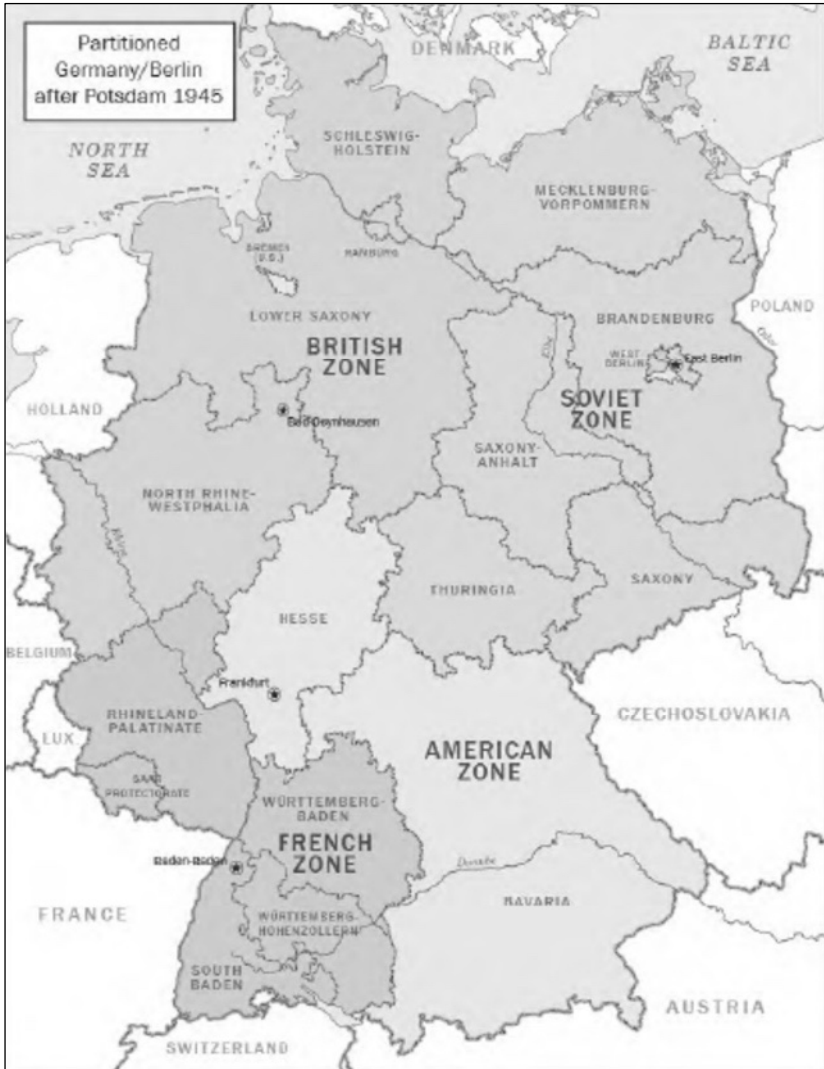 Partitioned
Germany/Berlin
after Potsdam 1945
DENMARK
BALTIC
SEA
NORTH
SEA
SCHLESWIG-
HOLSTEIN
MECKLENBURG-
VORPOMMERN
BREMEN
(U.S.)
HAMBURG
POLAND
LOWER SAXONY
BRANDENBURG
Oder
BRITISH
ZONE
Elbe
WEST
BERLIN
East Berlin
HOLLAND
Bad Oeynhausen
SOVIET
ZONE
SAXONY-
ANHALT
NORTH RHINE-
WESTPHALIA
Rhine
THURINGIA
SAXONY
HESSE
BELGIUM
Frankfurt
RHINELAND-
PALATINATE
CZECHOSLOVAKIA
LUX
AMERICAN
ZONE
SAAR
PROTECTORATE
WÜRTTEMBERG-
BADEN
FRENCH
ZONE
Baden-Baden
Danube
FRANCE
BAVARIA
WÜRTTEMBERG-
HOHENZOLLERN
SOUTH
BADEN
AUSTRIA
SWITZERLAND